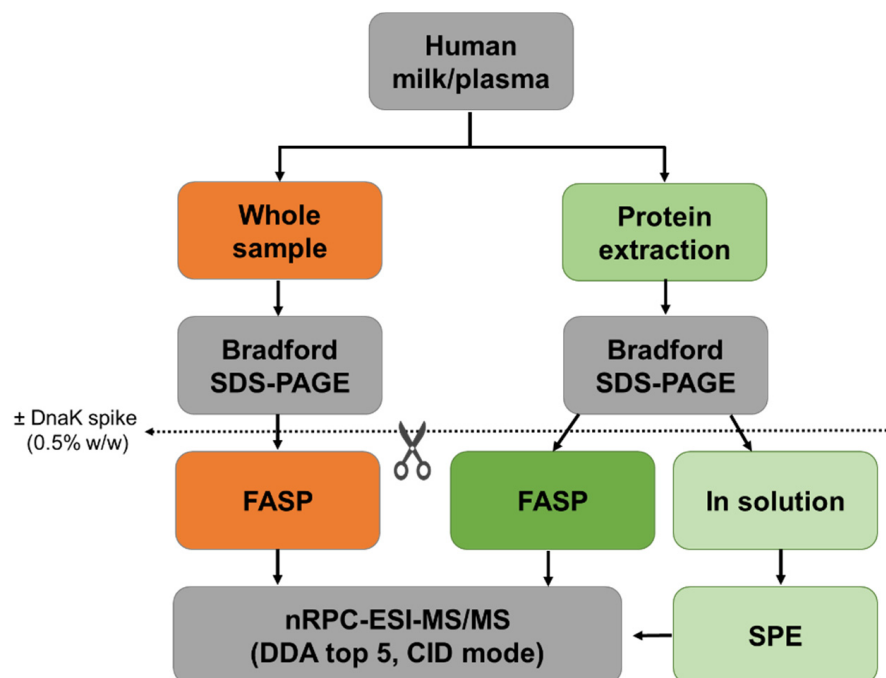 Human
milk/plasma
Whole
sample
Protein
extraction
Bradford
SDS-PAGE
Bradford
SDS-PAGE
± DnaK spike
(0.5% w/w)
FASP
FASP
In solution
nRPC-ESI-MS/MS
(DDA top 5, CID mode)
SPE